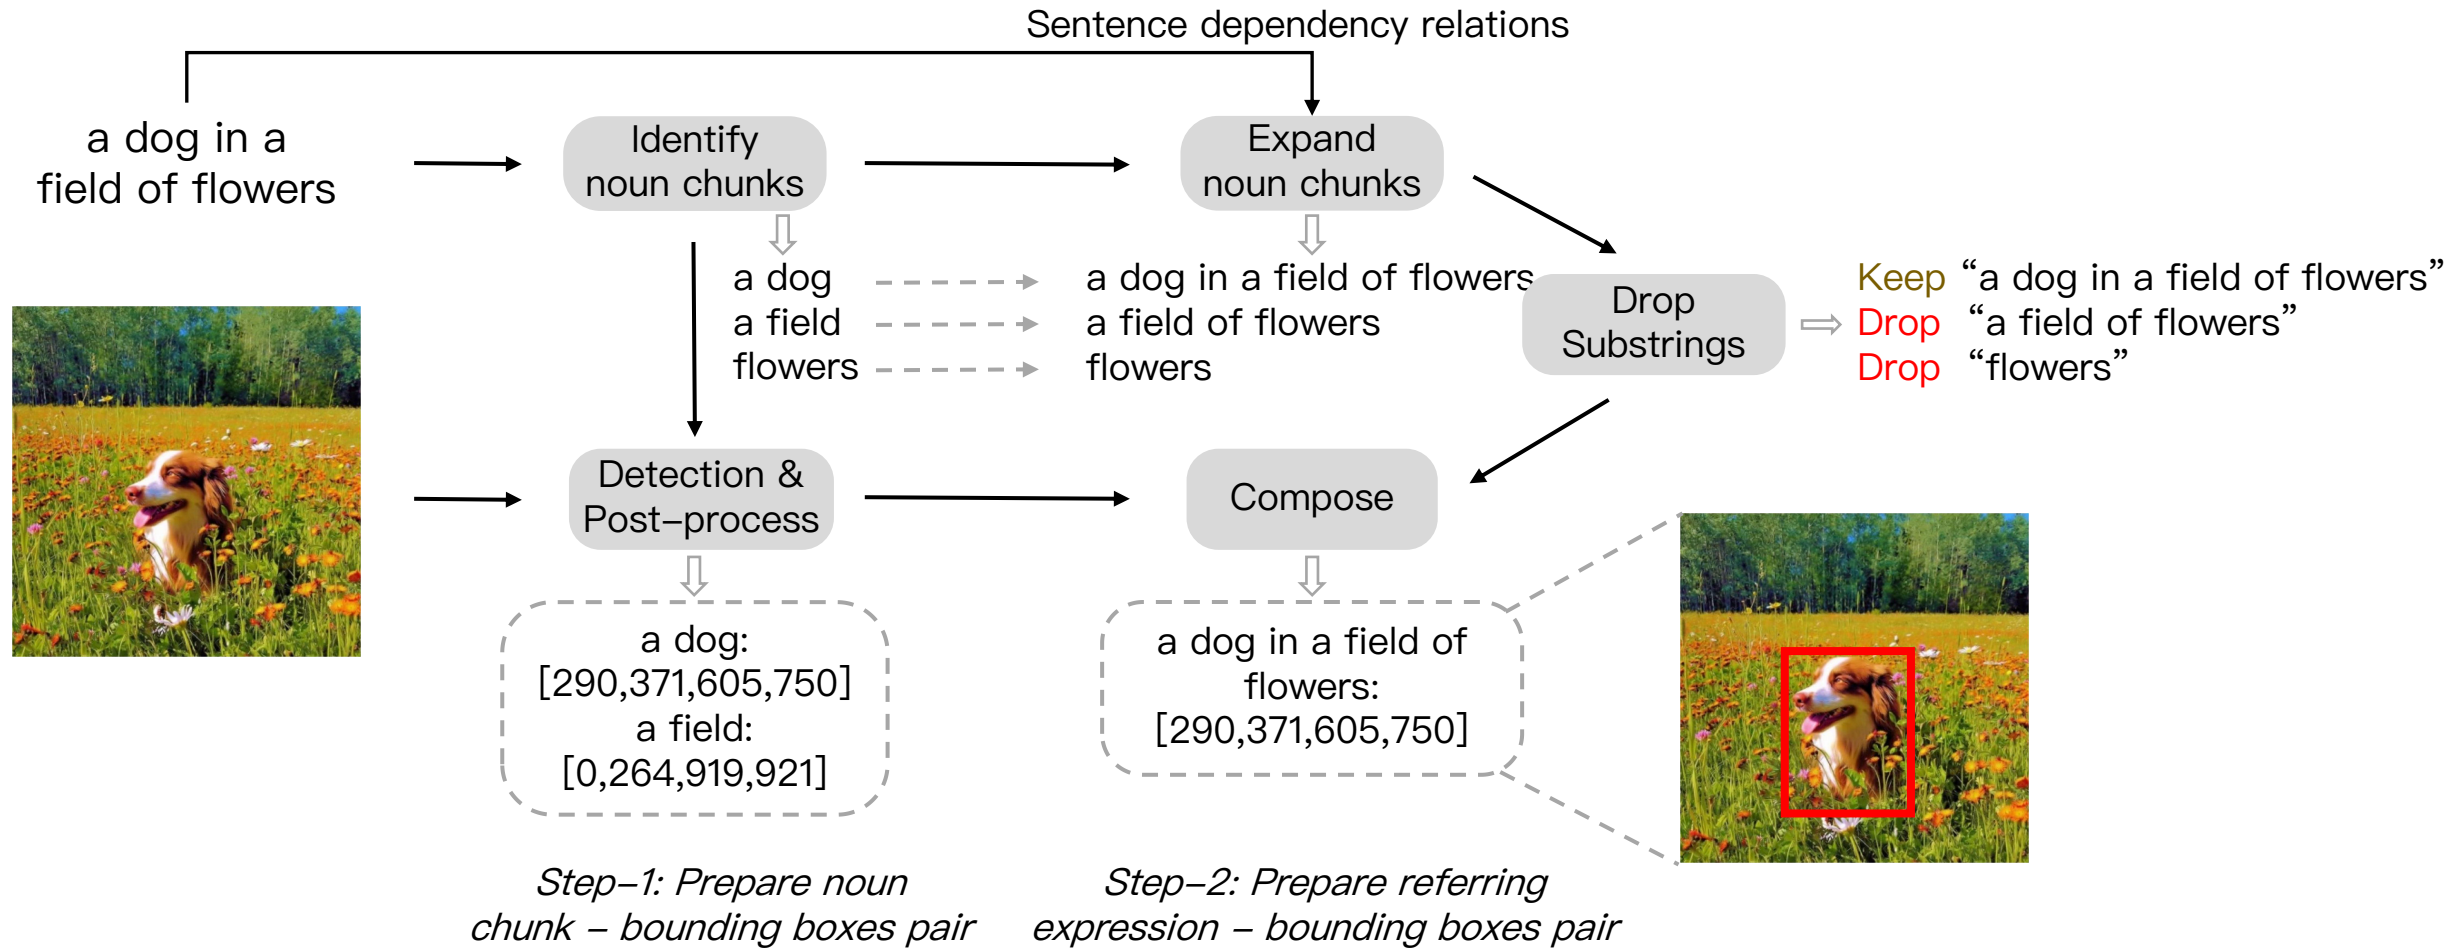 Sentence dependency relations
a dog in a
field of flowers
Identify
noun chunks
Expand
noun chunks
a dog
a field
flowers
a dog in a field of flowers
a field of flowers
flowers
Drop
Substrings
Keep “a dog in a field of flowers”
Drop “a field of flowers”
Drop “flowers”
Detection &
Post–process
Compose
a dog:
[290,371,605,750]
a field:
[0,264,919,921]
a dog in a field of
flowers:
[290,371,605,750]
Step–1: Prepare noun
chunk – bounding boxes pair
Step–2: Prepare referring
expression – bounding boxes pair